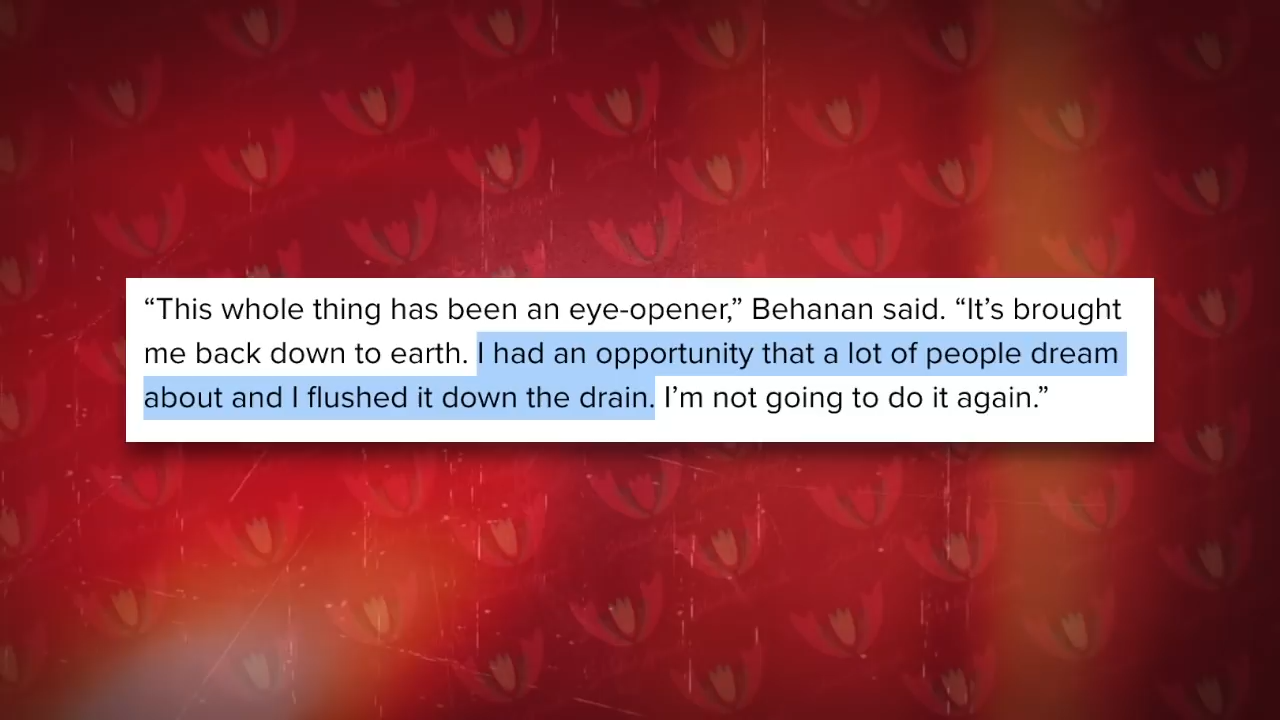 “This whole thing has been an eye-opener,” Behanan said. “It’s brought
me back down to earth. I had an opportunity that a lot of people dream
about and I flushed it down the drain. I’m not going to do it again.”